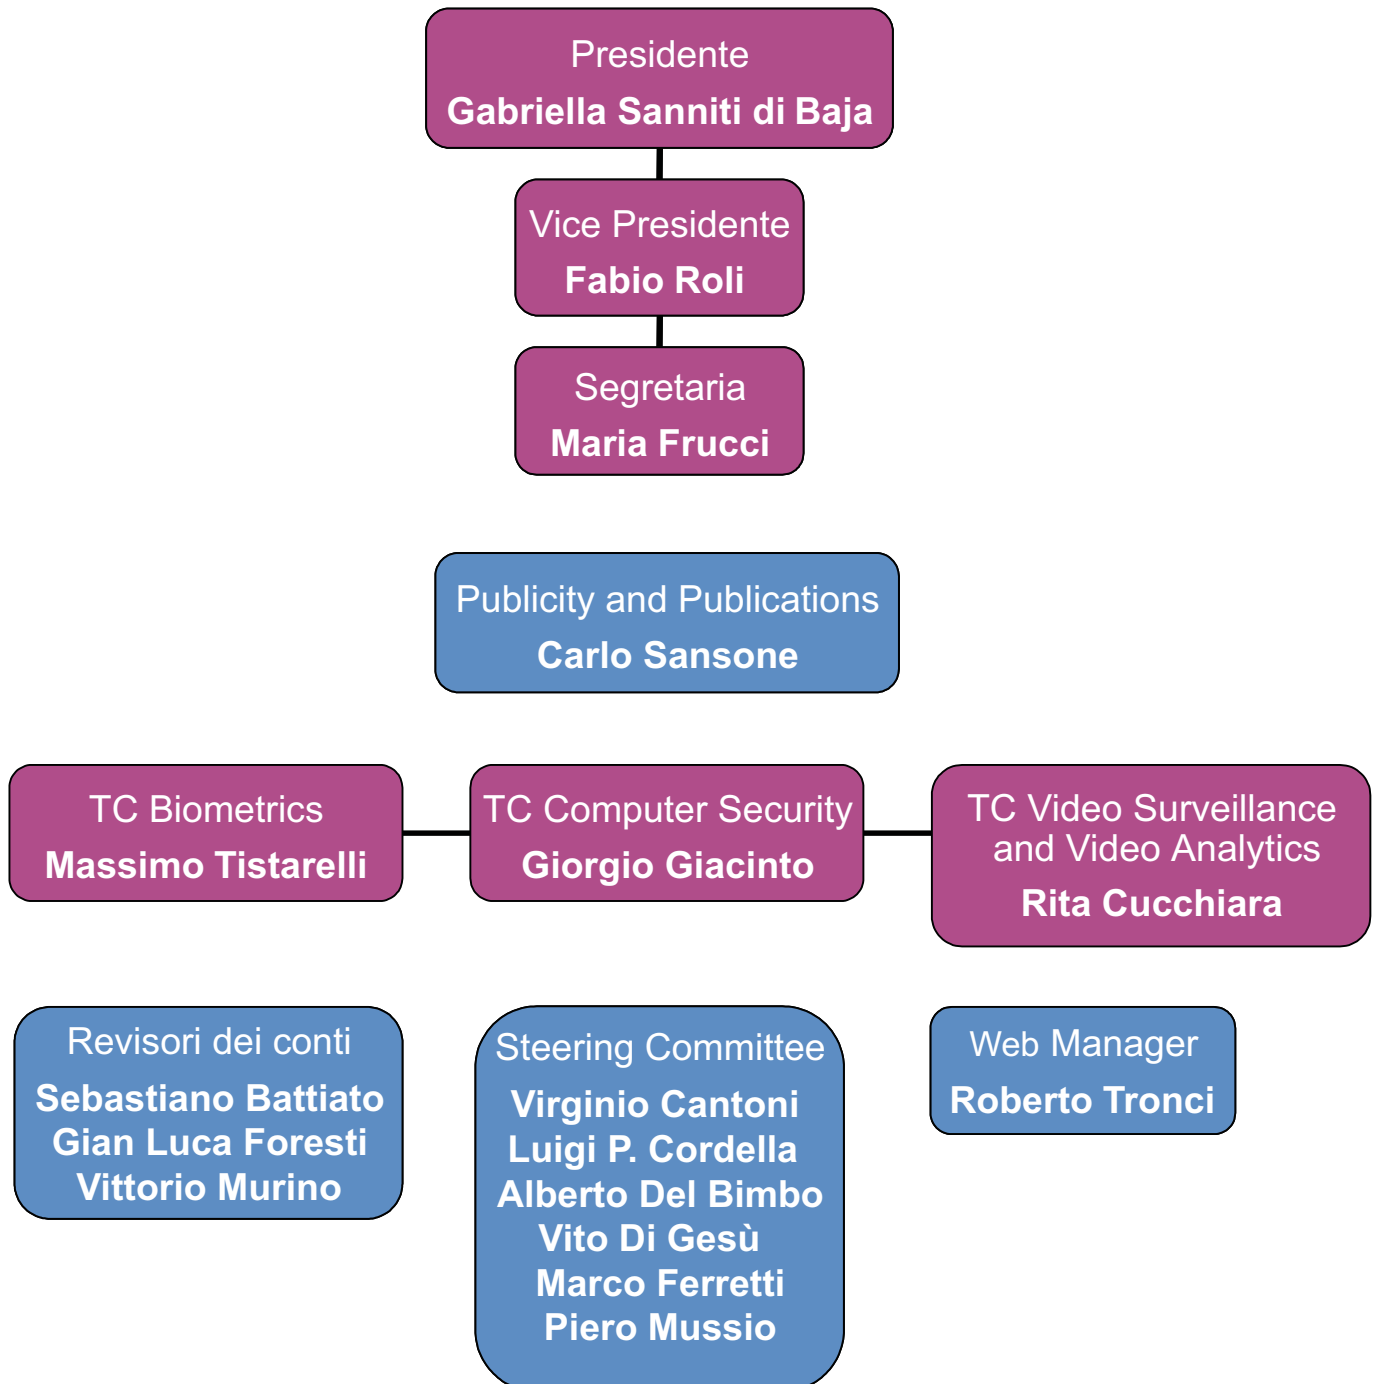 Presidente
Gabriella Sanniti di Baja
Vice Presidente
Fabio Roli
Segretaria
Maria Frucci
Publicity and Publications
Carlo Sansone
TC Biometrics
Massimo Tistarelli
TC Computer Security
Giorgio Giacinto
TC Video Surveillance
and Video Analytics
Rita Cucchiara
Revisori dei conti
Sebastiano Battiato
Gian Luca Foresti
Vittorio Murino
Steering Committee
Virginio Cantoni
Luigi P. Cordella
Alberto Del Bimbo
Vito Di Gesù
Marco Ferretti
Piero Mussio
Web Manager
Roberto Tronci